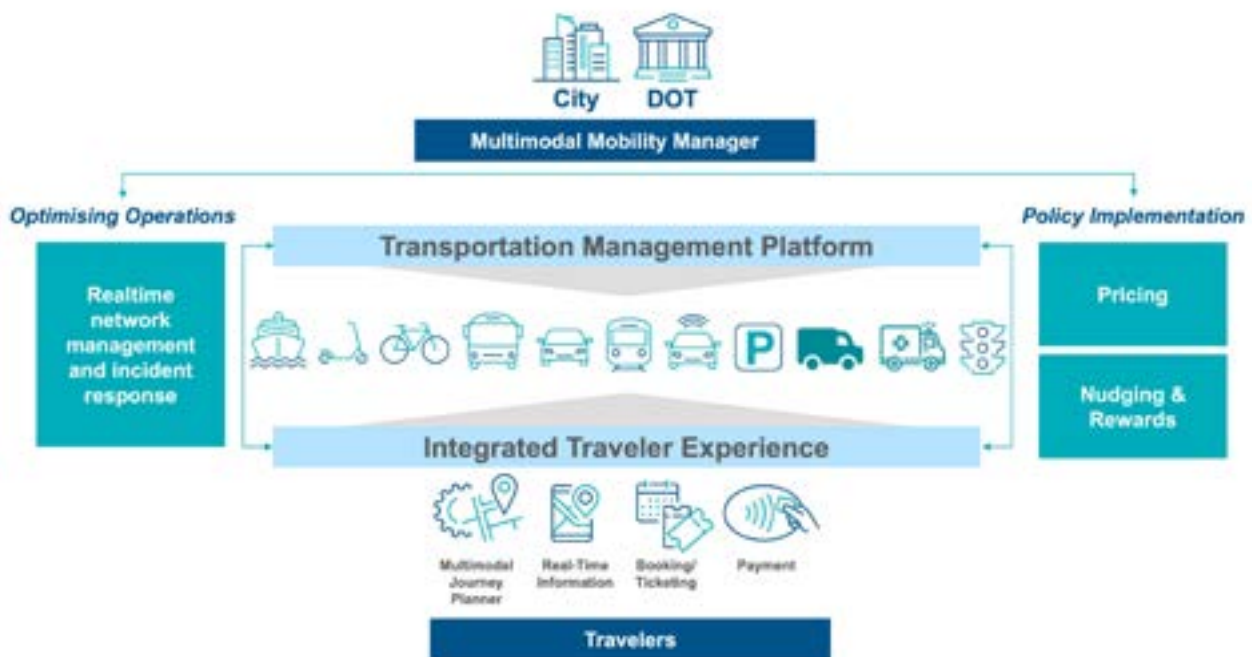 City
DOT
Multimodal Mobility Manager
Optimising Operations
Policy Implementation
Transportation Management Platform
Realtime
network
management
and incident
response
Pricing
P
Nudging &
Rewards
Integrated Traveler Experience
Multimodal
Journey
Planner
Real-Time
Information
Booking/
Ticketing
Payment
Travelers